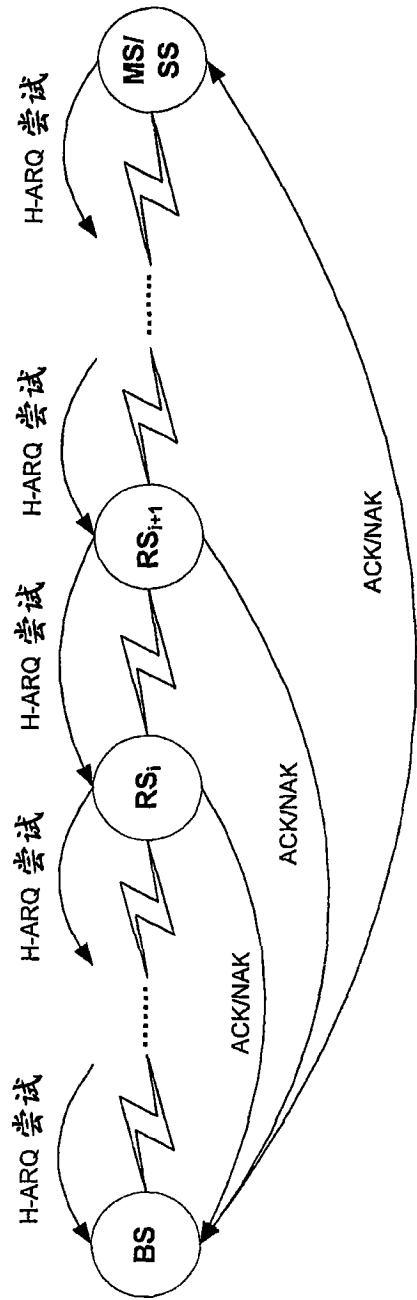 H-ARQ 尝试
H-ARQ 尝试
H-ARQ 尝试
H-ARQ 尝试
H-ARQ 尝试
BS
RSi
RSi+1
MS/
SS
ACK/NAK
ACK/NAK
ACK/NAK